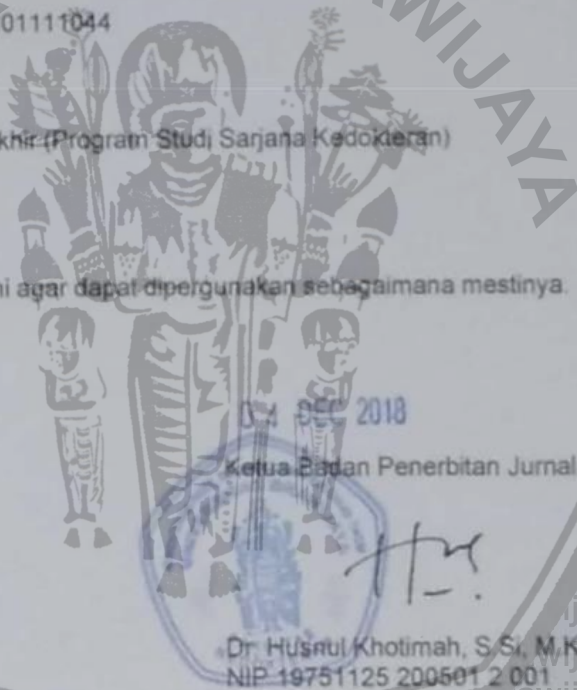 01111044
WIJAYA
khir (Program Studi Sarjana Kedokteran)
ni agar dapat dipergunakan sebagaimana mestinya.
04 DEC 2018
Ketua Badan Penerbitan Jurnal
Dr. Husnul Khotimah, S.Si, M.K
NIP 19751125 200501 2 001